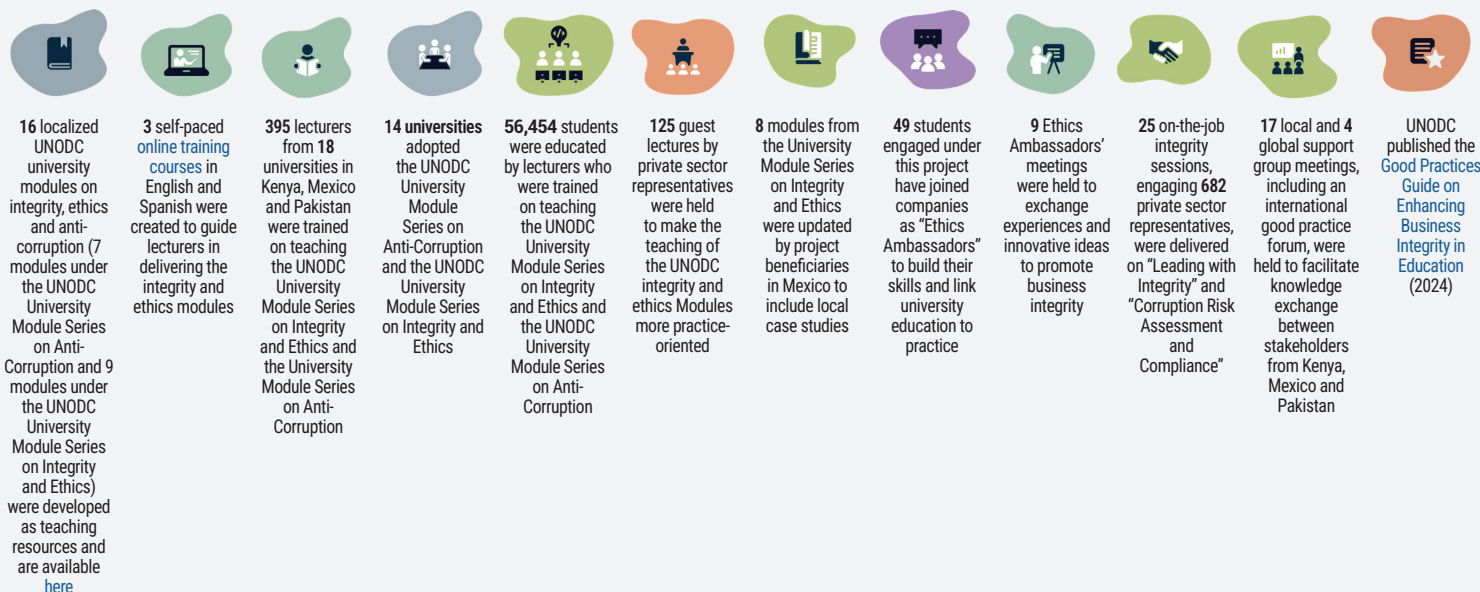 16 localized
UNODC
university
modules on
integrity, ethics
and anti-
corruption (7
modules under
the UNODC
University
Module Series
on Anti-
Corruption and 9
modules under
the UNODC
University
Module Series
on Integrity
and Ethics)
were developed
as teaching
resources and
are available
here
3 self-paced
online training
courses in
English and
Spanish were
created to guide
lecturers in
delivering the
integrity and
ethics modules
395 lecturers
from 18
universities in
Kenya, Mexico
and Pakistan
were trained
on teaching
the UNODC
University
Module Series
on Integrity
and Ethics and
the University
Module Series
on Anti-
Corruption
14 universities
adopted
the UNODC
University
Module
Series on
Anti-Corruption
and the UNODC
University
Module Series
on Integrity and
Ethics
56,454 students
were educated
by lecturers who
were trained
on teaching
the UNODC
University
Module Series
on Integrity
and Ethics and
the UNODC
University
Module Series
on Anti-
Corruption
125 guest
lectures by
private sector
representatives
were held
to make the
teaching of
the UNODC
integrity and
ethics Modules
more practice-
oriented
8 modules from
the University
Module Series
on Integrity
and Ethics
were updated
by project
beneficiaries
in Mexico to
include local
case studies
49 students
engaged under
this project
have joined
companies
as “Ethics
Ambassadors”
to build their
skills and link
university
education to
practice
9 Ethics
Ambassadors’
meetings
were held to
exchange
experiences and
innovative ideas
to promote
business
integrity
25 on-the-job
integrity
sessions,
engaging 682
private sector
representatives,
were delivered
on “Leading with
Integrity” and
“Corruption Risk
Assessment
and
Compliance”
17 local and 4
global support
group meetings,
including an
international
good practice
forum, were
held to facilitate
knowledge
exchange
between
stakeholders
from Kenya,
Mexico and
Pakistan
UNODC
published the
Good Practices
Guide on
Enhancing
Business
Integrity in
Education
(2024)